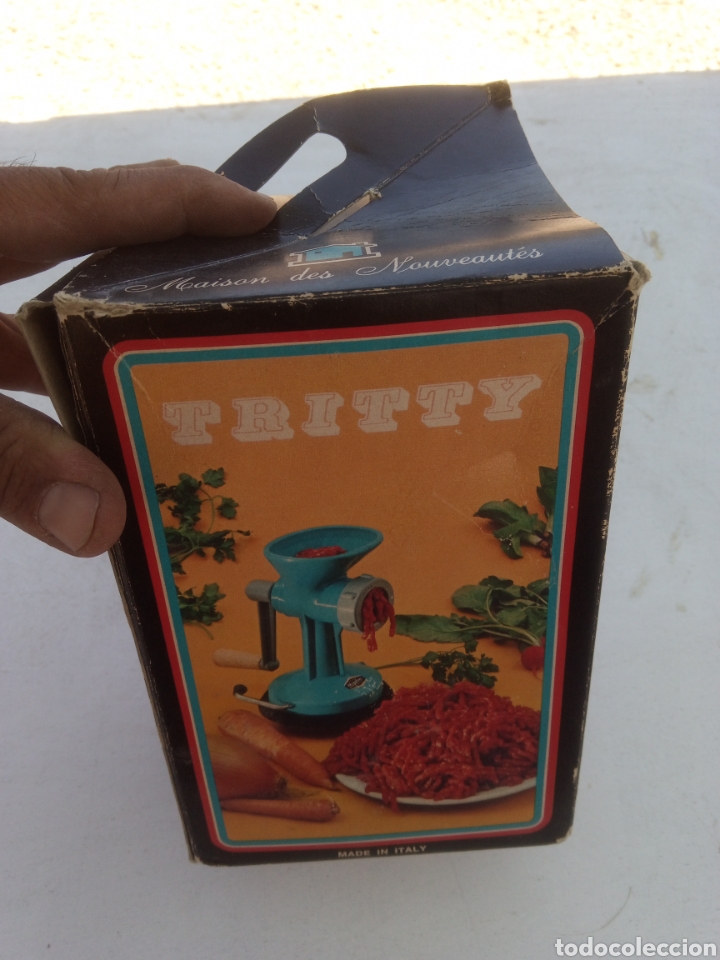 Maison des Nouveautés
TRITTY
MADE IN ITALY
todocoleccion